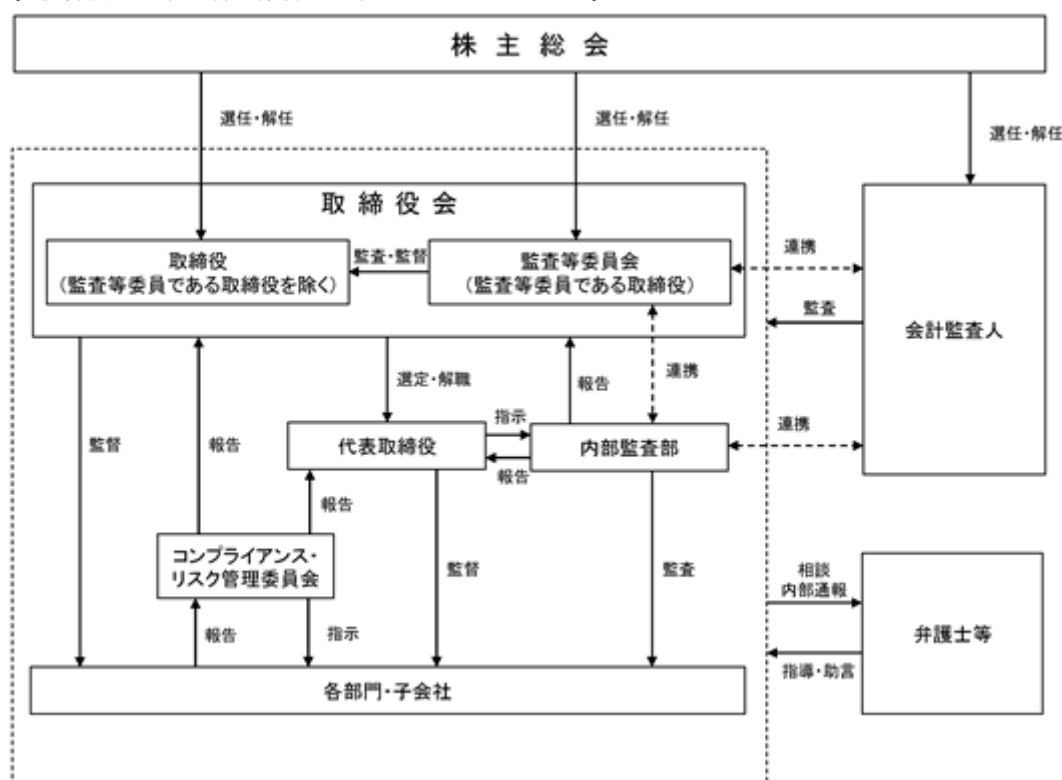 株主総会
選任・解任
選任・解任
選任・解任
取締役会
取締役
(監査等委員である取締役を除く)
監査・監督
監査等委員会
(監査等委員である取締役)
連携
監査
会計監査人
選定・解職
報告
連携
監督
報告
代表取締役
指示
報告
内部監査部
連携
報告
コンプライアンス・
リスク管理委員会
監督
監査
相談
内部通報
弁護士等
報告
指示
指導・助言
各部門・子会社